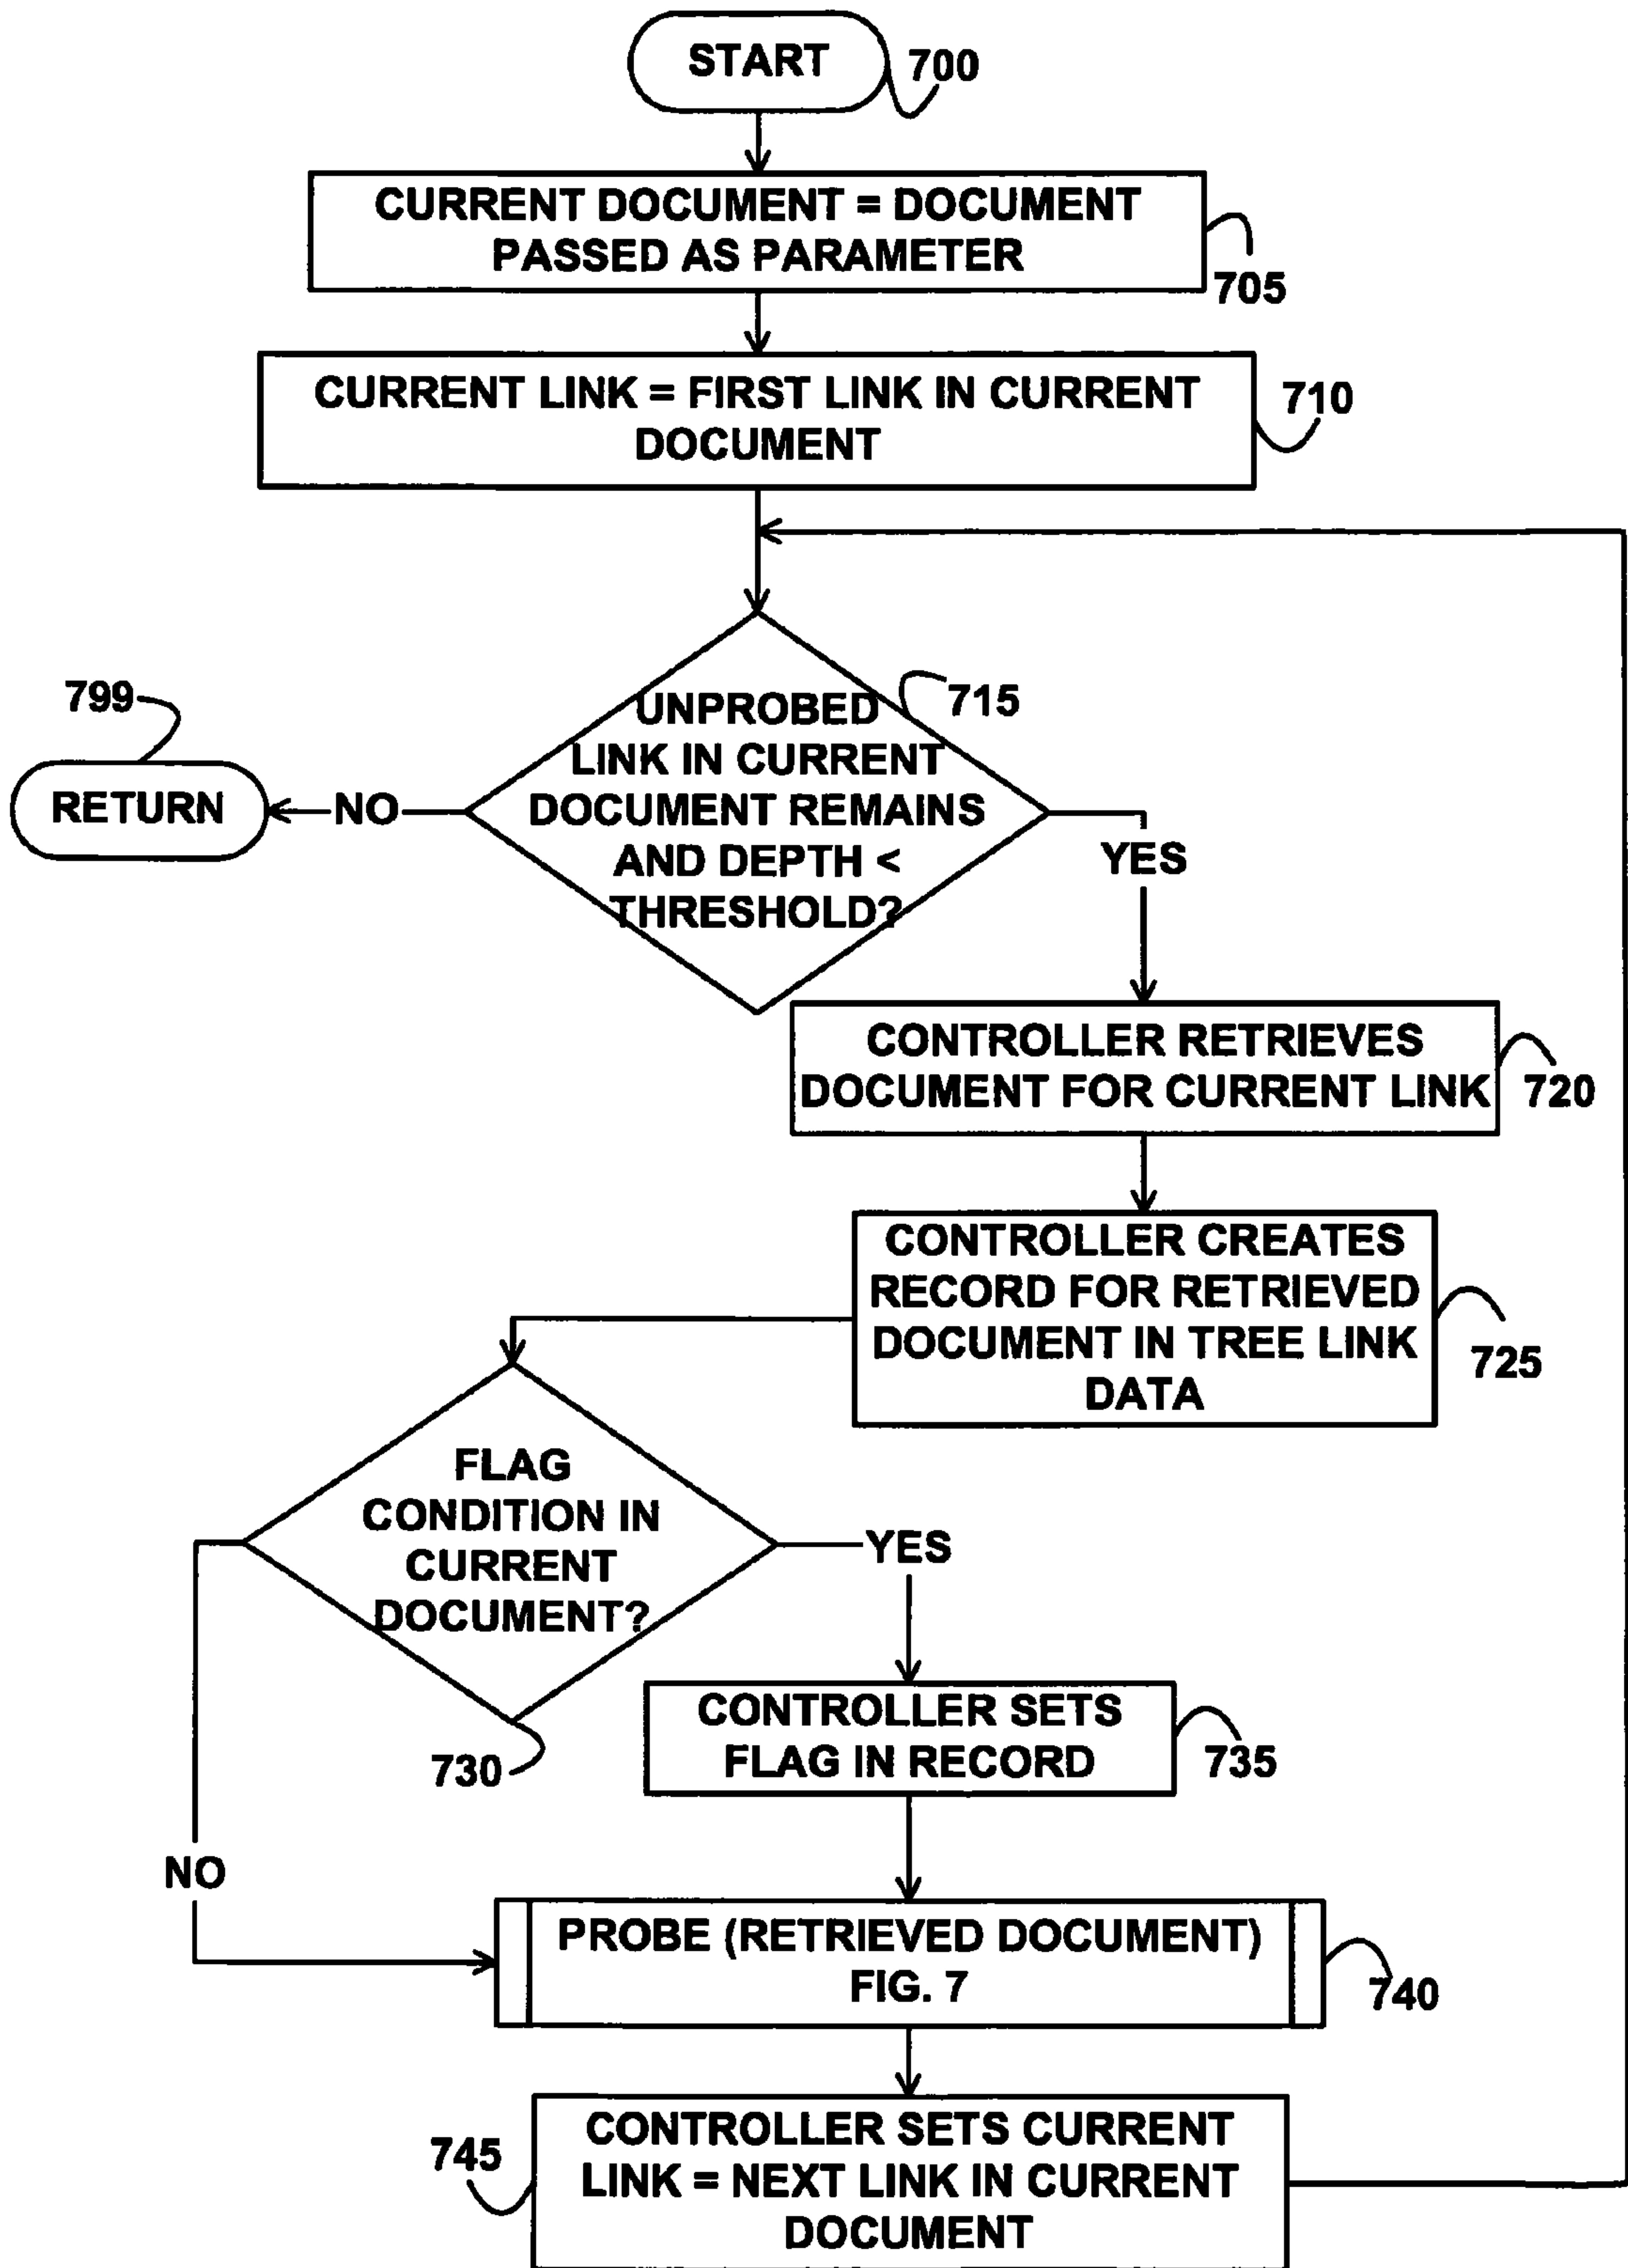 START
700
CURRENT DOCUMENT = DOCUMENT
PASSED AS PARAMETER
705
CURRENT LINK = FIRST LINK IN CURRENT
DOCUMENT
710
UNPROBED
LINK IN CURRENT
DOCUMENT REMAINS
AND DEPTH <
THRESHOLD?
715
799
RETURN
NO
YES
CONTROLLER RETRIEVES
DOCUMENT FOR CURRENT LINK
720
CONTROLLER CREATES
RECORD FOR RETRIEVED
DOCUMENT IN TREE LINK
DATA
725
FLAG
CONDITION IN
CURRENT
DOCUMENT?
730
YES
CONTROLLER SETS
FLAG IN RECORD
735
NO
PROBE (RETRIEVED DOCUMENT)
FIG. 7
740
CONTROLLER SETS CURRENT
LINK = NEXT LINK IN CURRENT
DOCUMENT
745